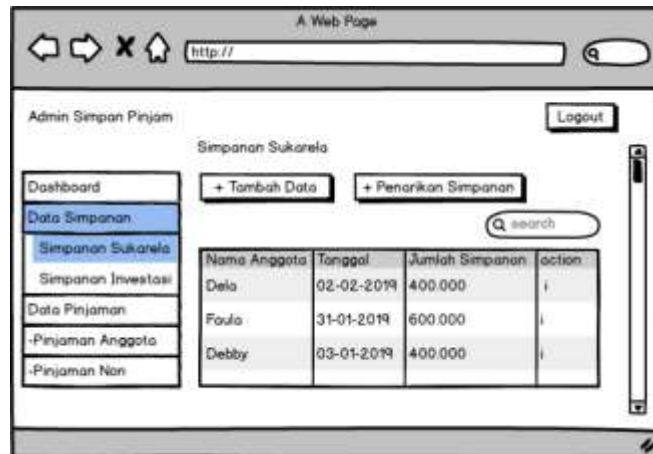 A Web Page
http://
Admin Simpan Pinjam
Logout
Simpanan Sukarela
+ Tambah Data
+ Penarikan Simpanan
search
Dashboard
Data Simpanan
Simpanan Sukarela
Simpanan Investasi
Data Pinjaman
-Pinjaman Anggota
-Pinjaman Non
Nama Anggota Tanggal Jumlah Simpanan action
Dela 02-02-2019 400.000 i
Faula 31-01-2019 600.000 i
Debby 03-01-2019 400.000 i